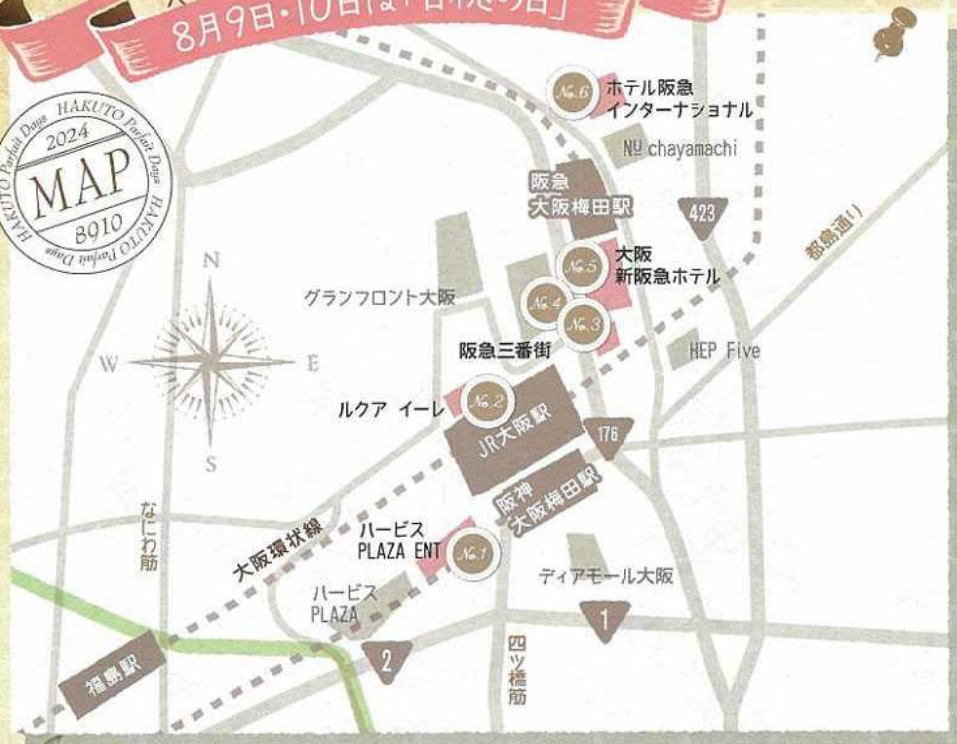 8月9日・10日は「白桃の日」
HAKUTO Parfait Days
2024
MAP
8910
HAKUTO Parfait Days
No.6
ホテル阪急
インターナショナル
NU chayamachi
阪急
大阪梅田駅
423
都島通り
No.5
大阪
新阪急ホテル
グランフロント大阪
No.4
No.3
阪急三番街
HEP Five
N
W
E
S
ルクア イーレ
No.2
JR大阪駅
176
阪神
大阪梅田駅
なにわ筋
大阪環状線
ハービス
PLAZA ENT
No.1
ディアモール大阪
ハービス
PLAZA
1
2
四ツ橋筋
福島駅